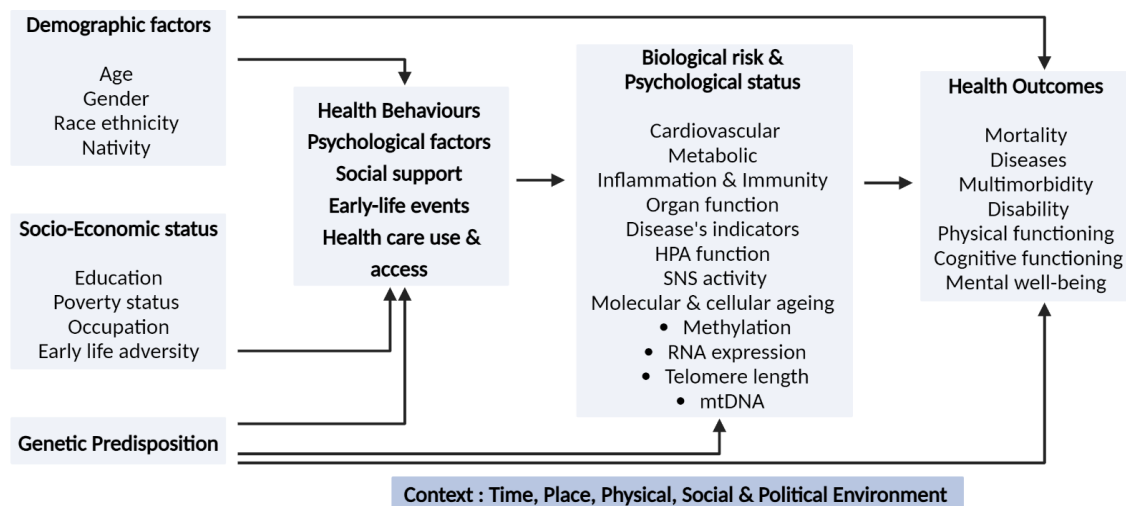 Demographic factors
Age
Gender
Race ethnicity
Nativity
Socio-Economic status
Education
Poverty status
Occupation
Early life adversity
Genetic Predisposition
Health Behaviours
Psychological factors
Social support
Early-life events
Health care use &
access
Biological risk &
Psychological status
Cardiovascular
Metabolic
Inflammation & Immunity
Organ function
Disease's indicators
HPA function
SNS activity
Molecular & cellular ageing
• Methylation
• RNA expression
• Telomere length
• mtDNA
Health Outcomes
Mortality
Diseases
Multimorbidity
Disability
Physical functioning
Cognitive functioning
Mental well-being
Context : Time, Place, Physical, Social & Political Environment